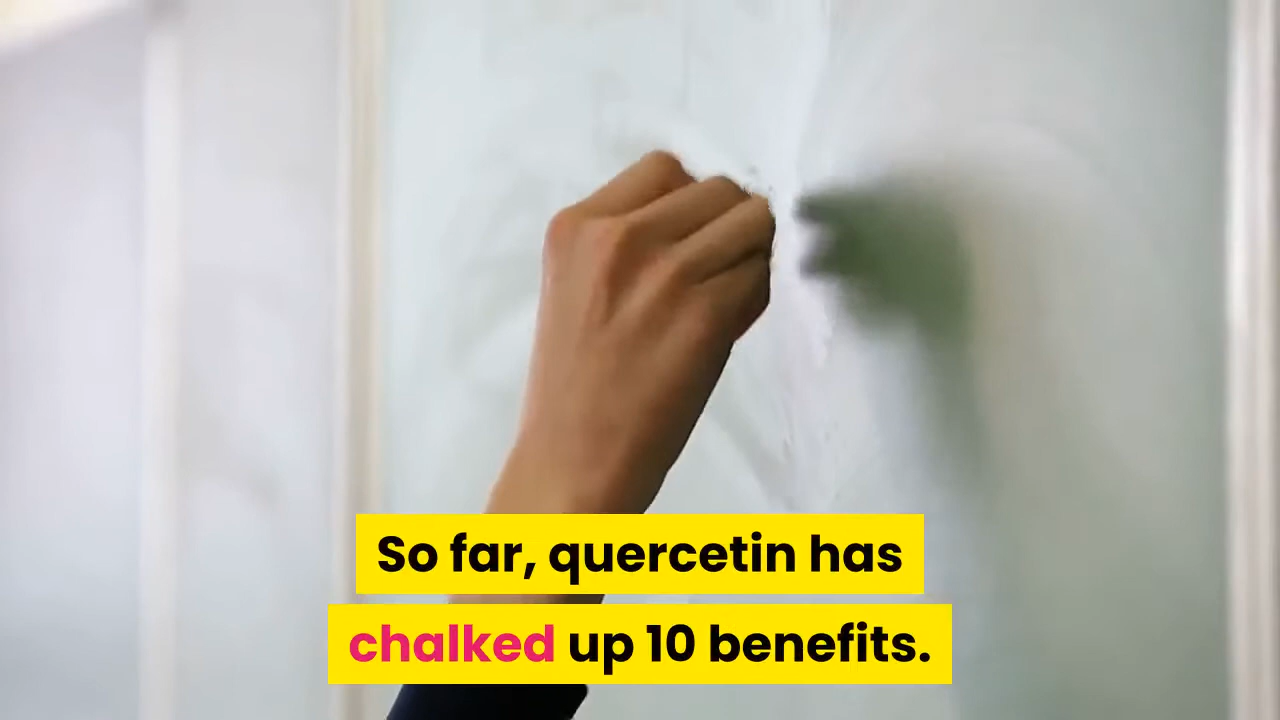 So far, quercetin has
chalked up 10 benefits.